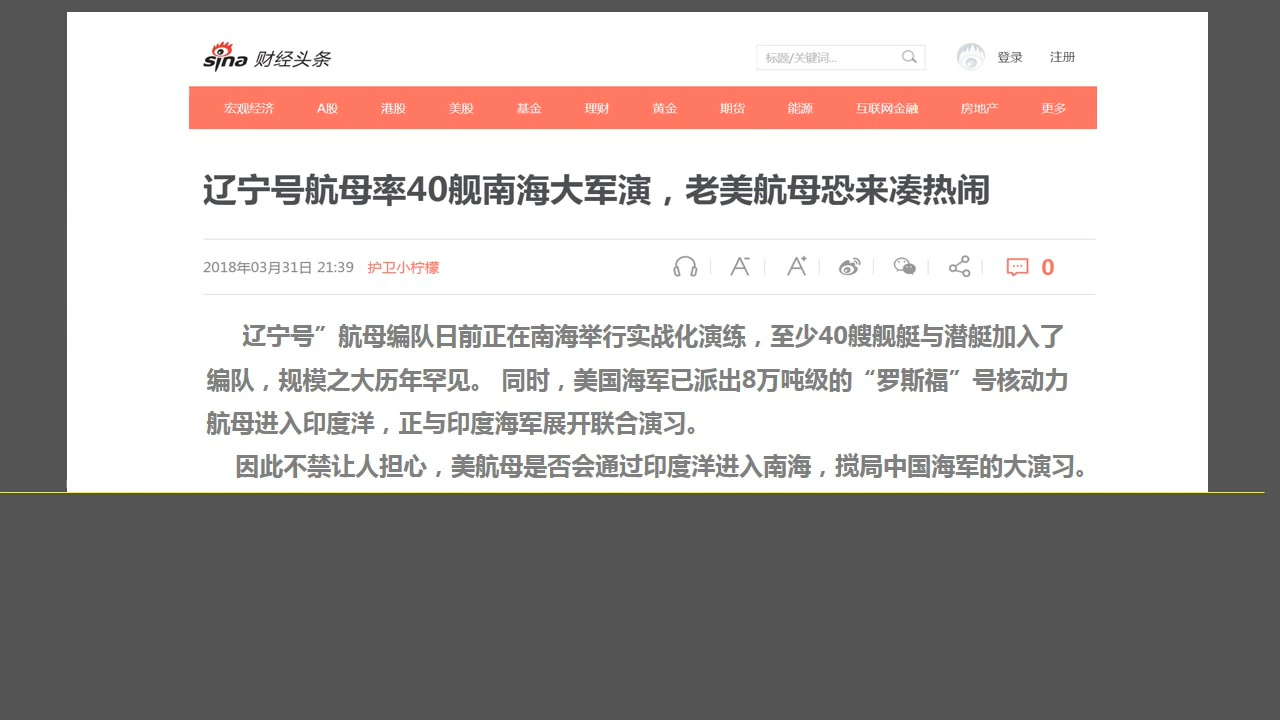 sina 财经头条
标题/关键词...
登录
注册
宏观经济 A股 港股 美股 基金 理财 黄金 期货 能源 互联网金融 房地产 更多
辽宁号航母率40舰南海大军演，老美航母恐来凑热闹
2018年03月31日 21:39 护卫小柠檬
A- A+ 0
辽宁号”航母编队日前正在南海举行实战化演练，至少40艘舰艇与潜艇加入了
编队，规模之大历年罕见。 同时，美国海军已派出8万吨级的“罗斯福”号核动力
航母进入印度洋，正与印度海军展开联合演习。
因此不禁让人担心，美航母是否会通过印度洋进入南海，搅局中国海军的大演习。